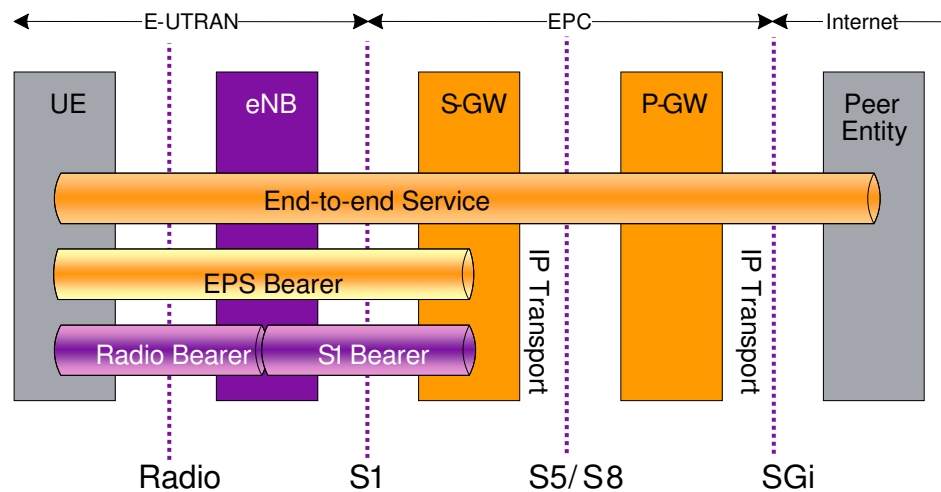 E-UTRAN
EPC
Internet
UE
eNB
S-GW
P-GW
Peer
Entity
End-to-end Service
EPS Bearer
IP Transport
IP Transport
Radio Bearer
S1 Bearer
Radio
S1
S5/S8
SGi